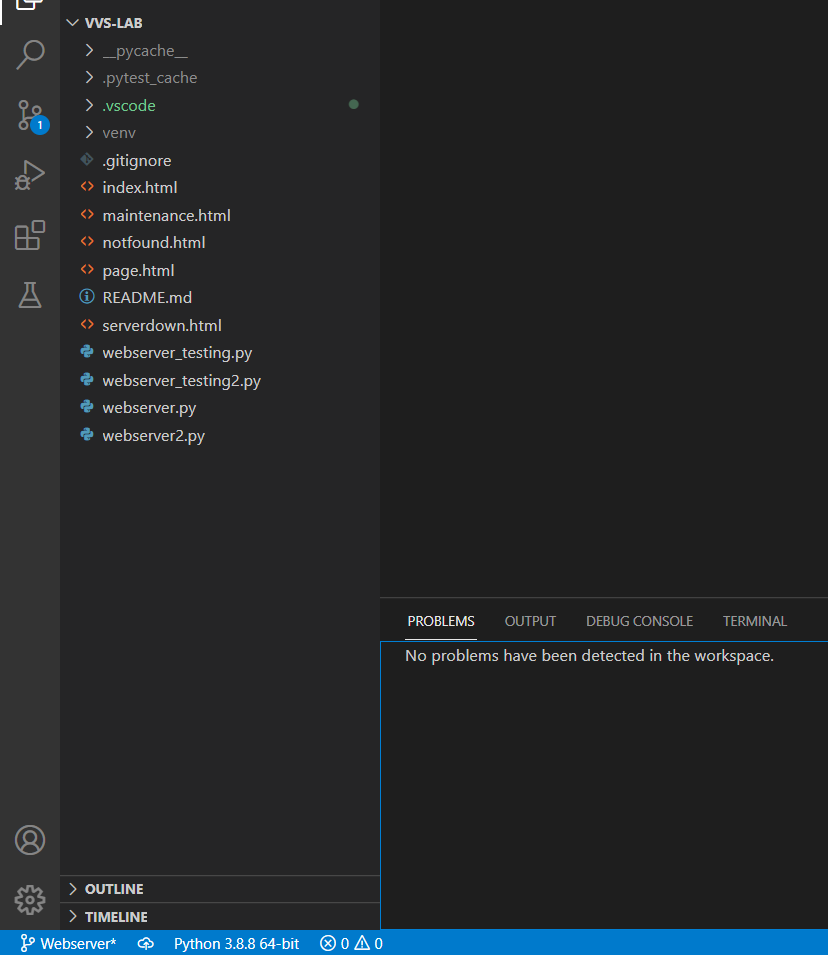 VVS-LAB
__pycache__
.pytest_cache
.vscode
1
venv
.gitignore
index.html
maintenance.html
notfound.html
page.html
README.md
serverdown.html
webserver_testing.py
webserver_testing2.py
webserver.py
webserver2.py
PROBLEMS OUTPUT DEBUG CONSOLE TERMINAL
No problems have been detected in the workspace.
OUTLINE
TIMELINE
Webserver* Python 3.8.8 64-bit 0 0